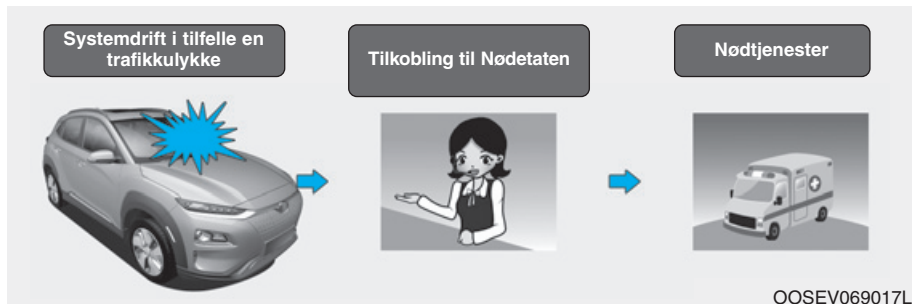 Systemdrift i tilfelle en
trafikkulykke
Tilkobling til Nødetaten
Nødtjenester
OOSEV069017L